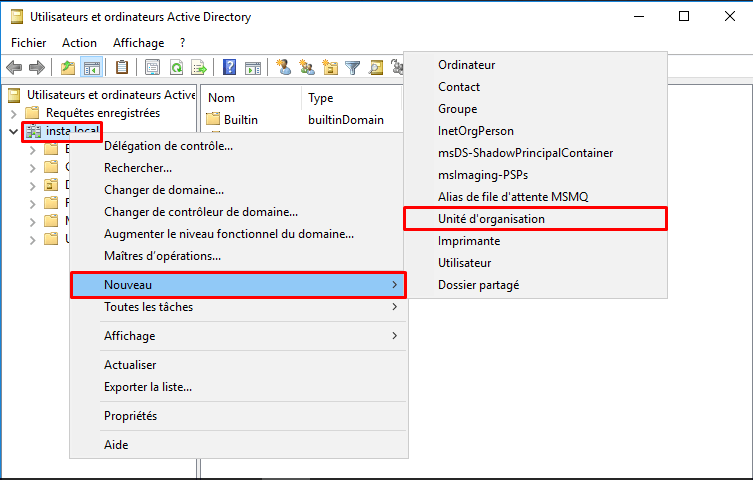 Utilisateurs et ordinateurs Active Directory
Fichier Action Affichage ?
Utilisateurs et ordinateurs Active
Requêtes enregistrées
insta.local
B
C
D
F
M
U
Nom Type
Builtin builtinDomain
Délégation de contrôle...
Rechercher...
Changer de domaine...
Changer de contrôleur de domaine...
Augmenter le niveau fonctionnel du domaine...
Maîtres d'opérations...
Nouveau
Toutes les tâches
Affichage
Actualiser
Exporter la liste...
Propriétés
Aide
Ordinateur
Contact
Groupe
InetOrgPerson
msDS-ShadowPrincipalContainer
msImaging-PSPs
Alias de file d'attente MSMQ
Unité d'organisation
Imprimante
Utilisateur
Dossier partagé